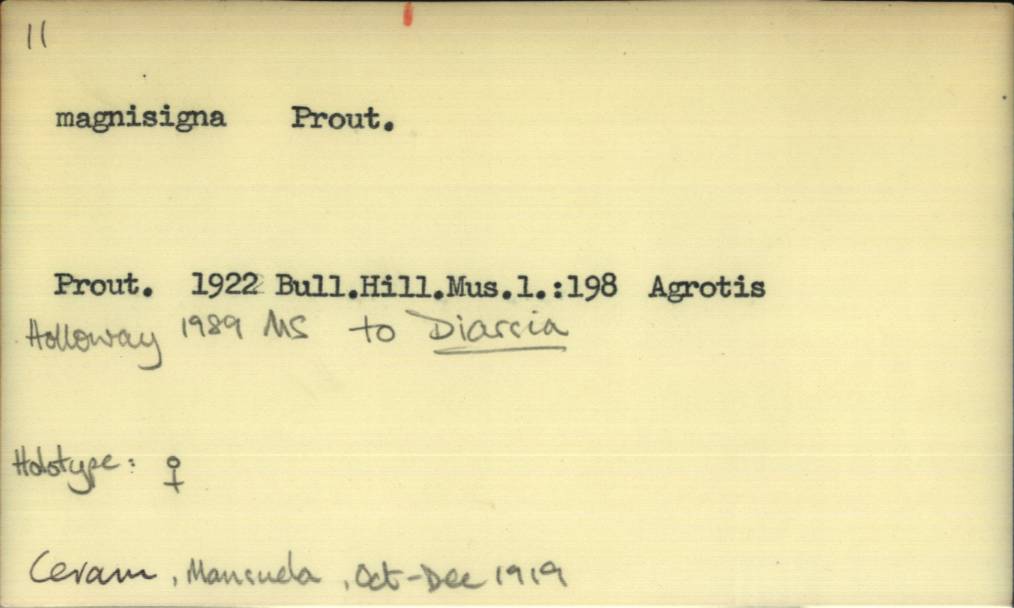 11
magnisigna Prout.
Prout. 1922 Bull.Hill.Mus.1.:198 Agrotis
Holloway 1989 MS to Diarsia
Holotype: ♀
Ceram, Mansuela, Oct-Dec 1919